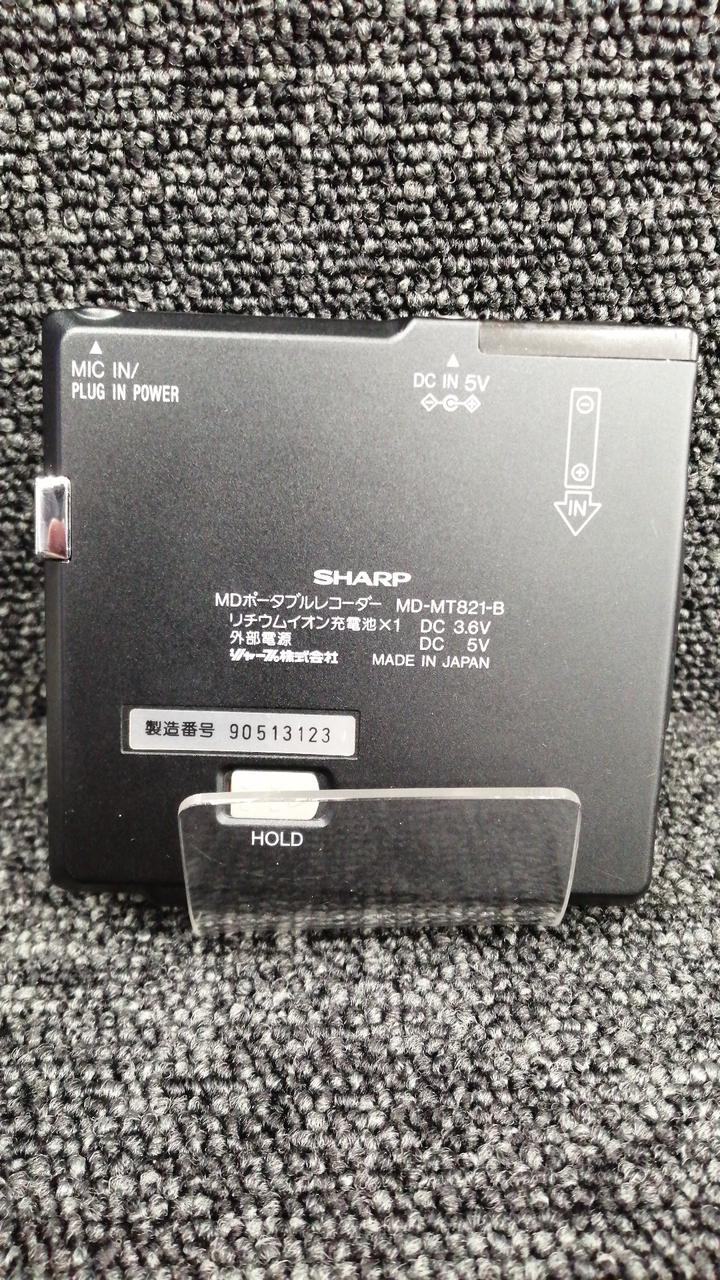 MIC IN/
PLUG IN POWER
DC IN 5V
IN
SHARP
MDポータブルレコーダー MD-MT821-B
リチウムイオン充電池×1 DC 3.6V
外部電源 DC 5V
シャープ株式会社 MADE IN JAPAN
製造番号 90513123
HOLD